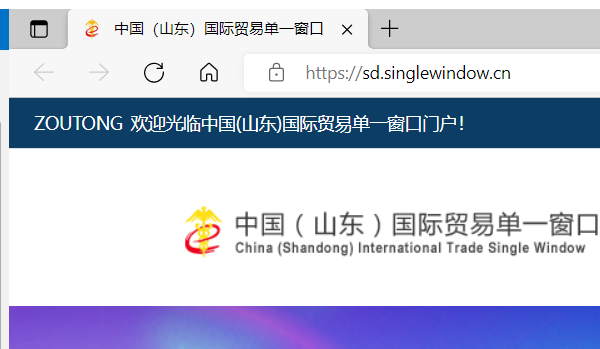 中国（山东）国际贸易单一窗口
https://sd.singlewindow.cn
ZOUTONG 欢迎光临中国(山东)国际贸易单一窗口门户！
中国（山东）国际贸易单一窗口
China (Shandong) International Trade Single Window